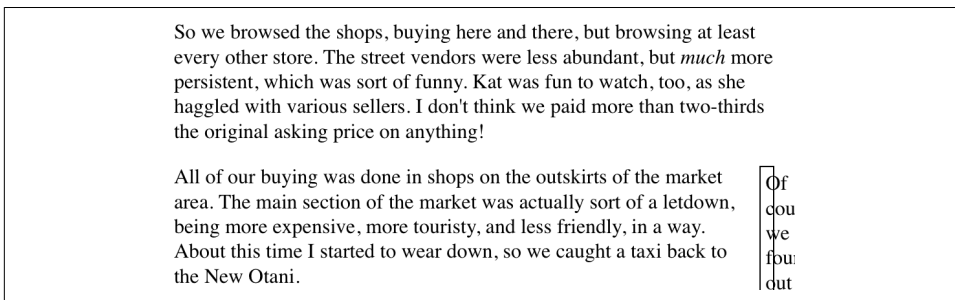 So we browsed the shops, buying here and there, but browsing at least
every other store. The street vendors were less abundant, but much more
persistent, which was sort of funny. Kat was fun to watch, too, as she
haggled with various sellers. I don't think we paid more than two-thirds
the original asking price on anything!
All of our buying was done in shops on the outskirts of the market
area. The main section of the market was actually sort of a letdown,
being more expensive, more touristy, and less friendly, in a way.
About this time I started to wear down, so we caught a taxi back to
the New Otani.
Of
cou
we
fou
out